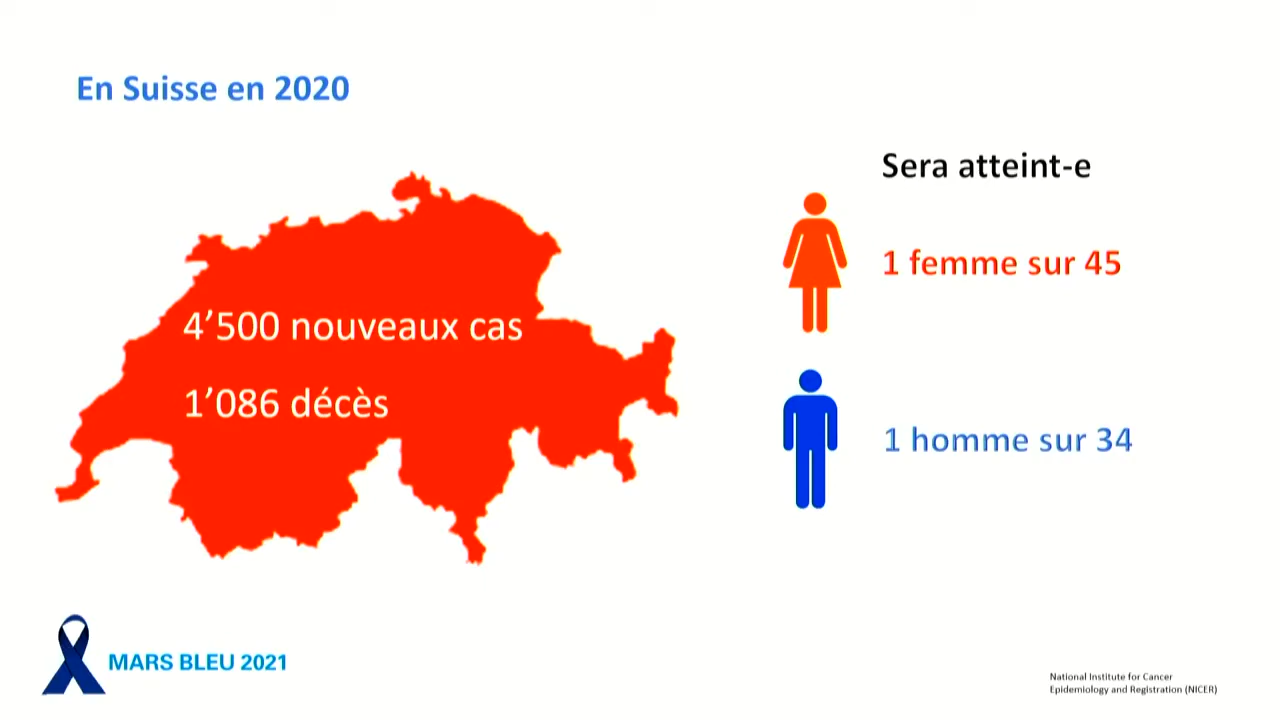 En Suisse en 2020
4’500 nouveaux cas
1’086 décès
Sera atteint-e
1 femme sur 45
1 homme sur 34
MARS BLEU 2021
National Institute for Cancer
Epidemiology and Registration (NICER)